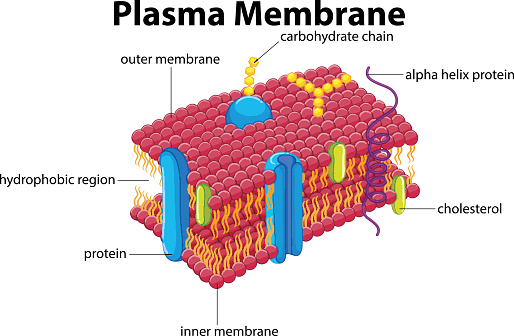 Plasma Membrane
carbohydrate chain
outer membrane
alpha helix protein
hydrophobic region
cholesterol
protein
inner membrane